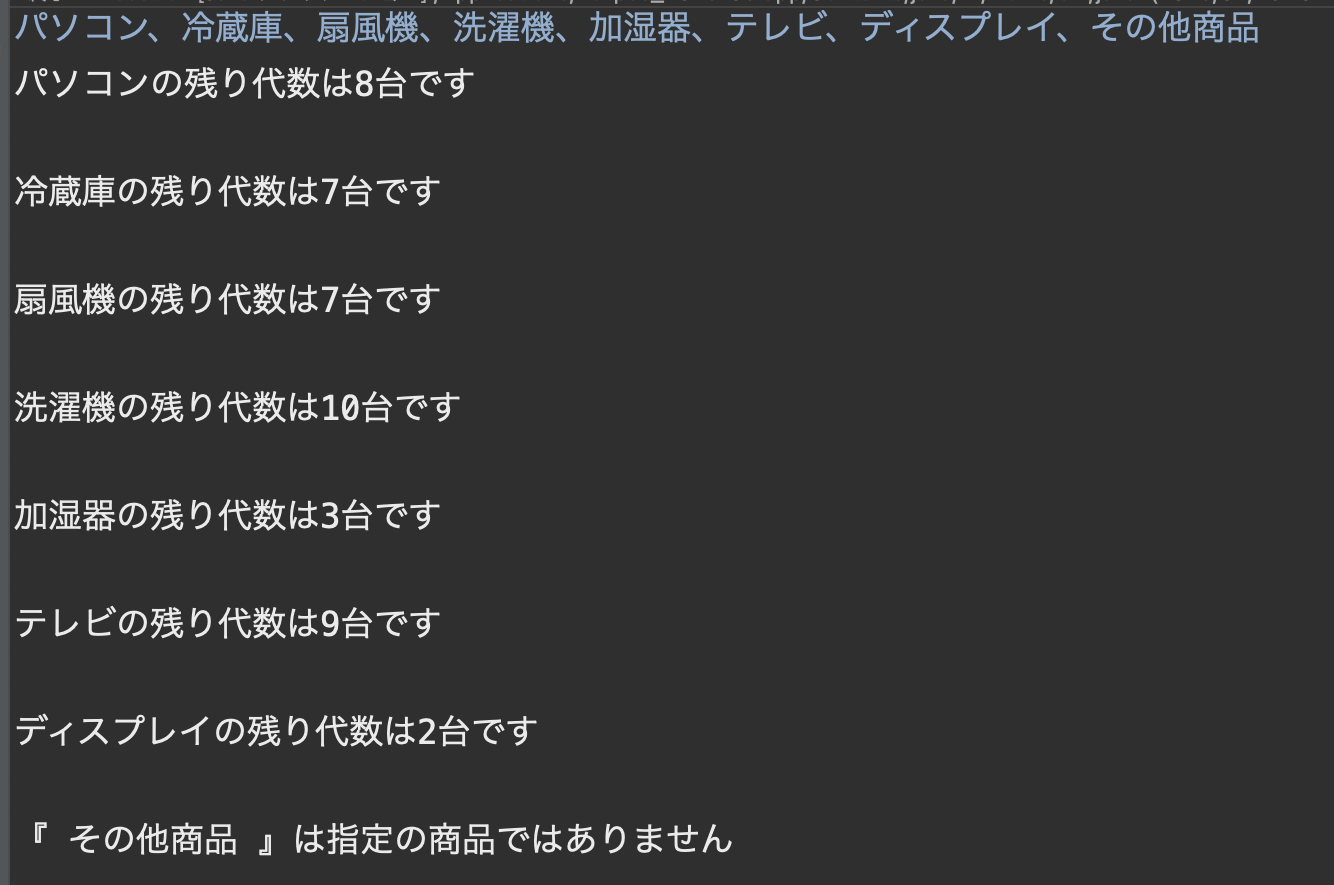 パソコン、冷蔵庫、扇風機、洗濯機、加湿器、テレビ、ディスプレイ、その他商品
パソコンの残り代数は8台です
冷蔵庫の残り代数は7台です
扇風機の残り代数は7台です
洗濯機の残り代数は10台です
加湿器の残り代数は3台です
テレビの残り代数は9台です
ディスプレイの残り代数は2台です
『 その他商品 』は指定の商品ではありません